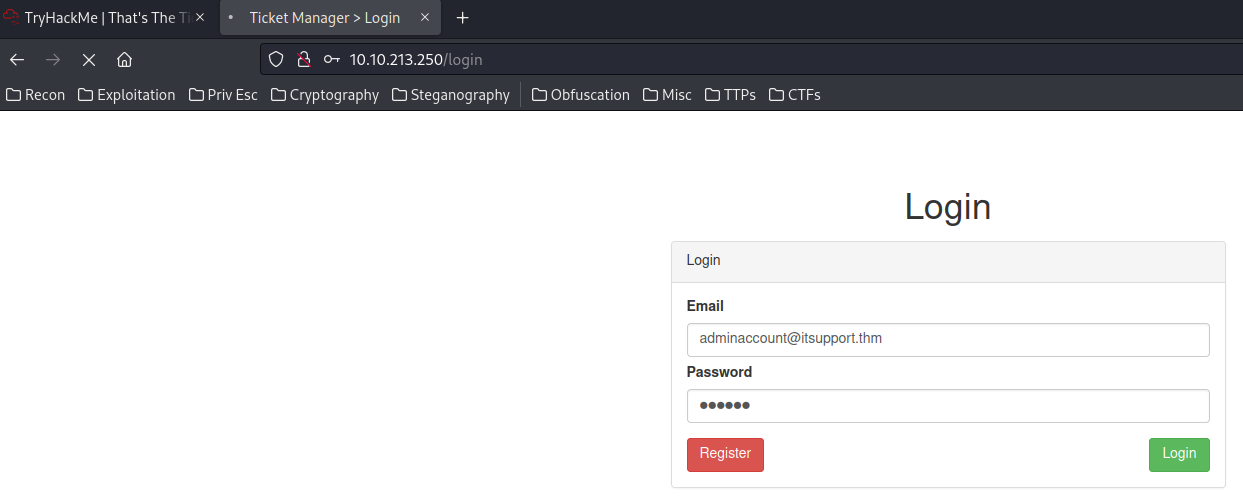 TryHackMe | That's The Ti
Ticket Manager > Login
10.10.213.250/login
Recon Exploitation Priv Esc Cryptography Steganography Obfuscation Misc TTPs CTFs
Login
Login
Email
adminaccount@itsupport.thm
Password
●●●●●●
Register Login